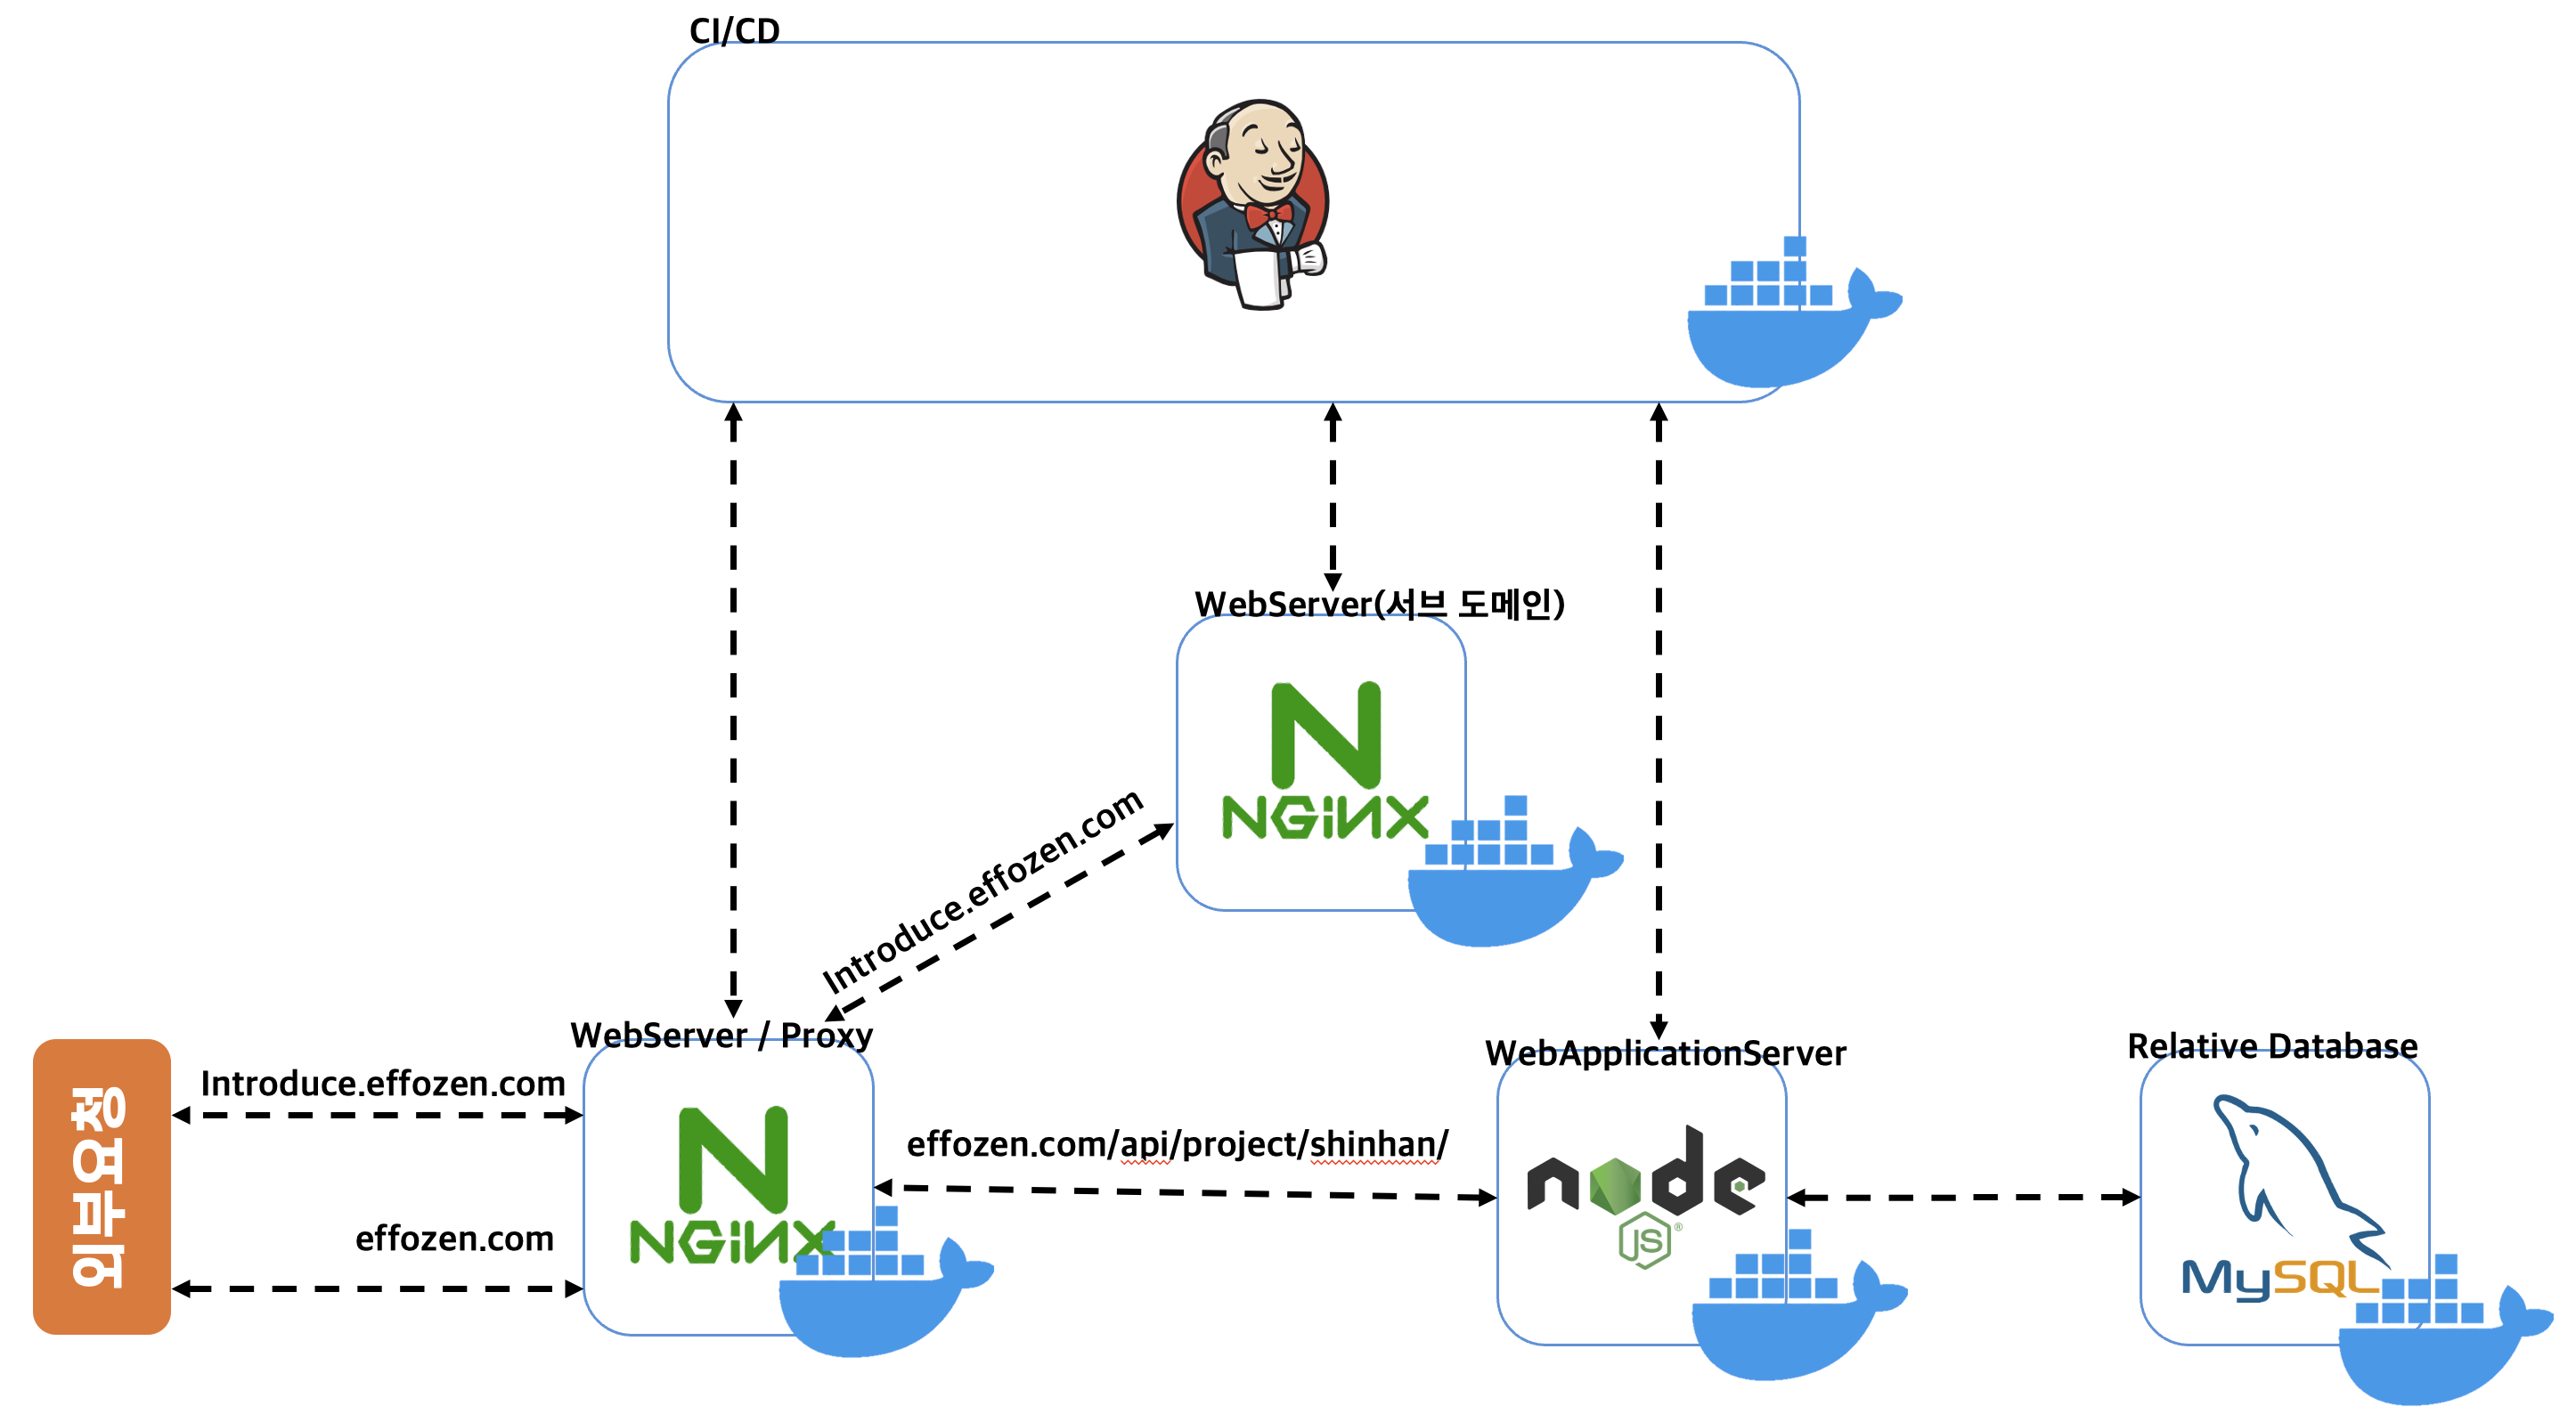 CI/CD
WebServer(서브 도메인)
NGiNX
Introduce.effozen.com
WebServer / Proxy
WebApplicationServer
Relative Database
외부요청
Introduce.effozen.com
effozen.com
NGiNX
effozen.com/api/project/shinhan/
node
JS®
MySQL